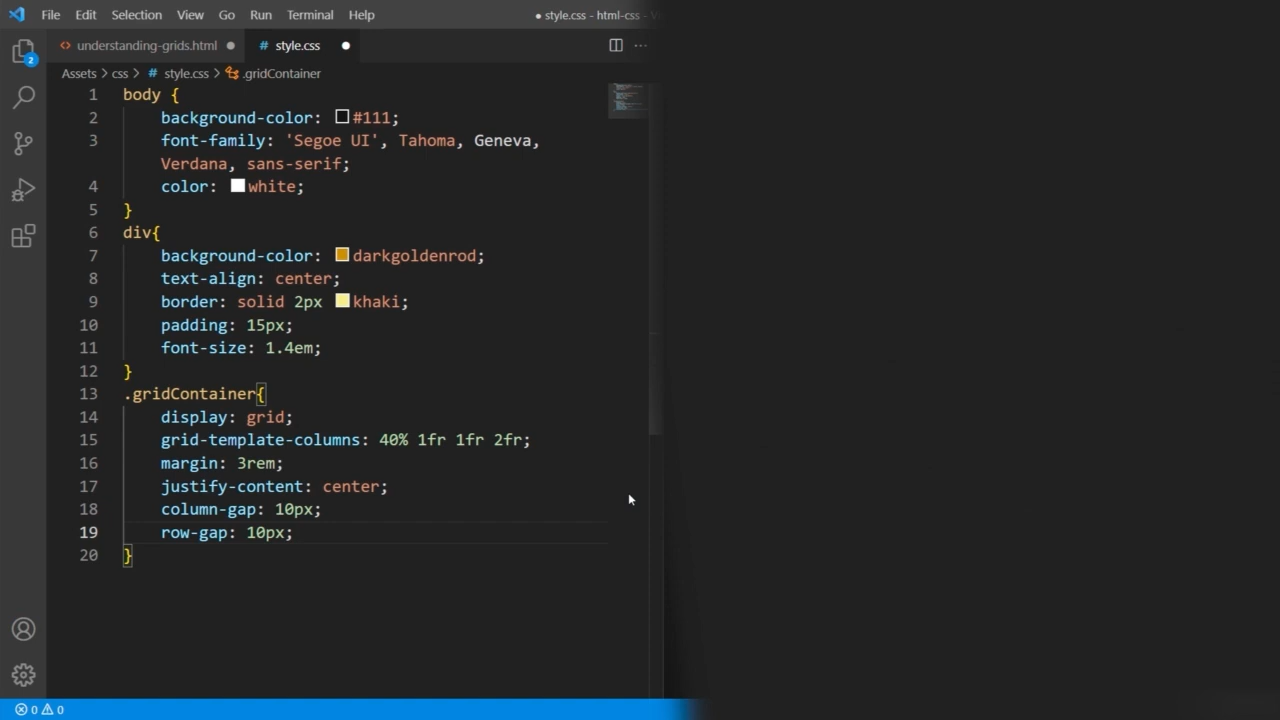 File Edit Selection View Go Run Terminal Help ● style.css - html-css -
understanding-grids.html ● # style.css ●
Assets > css > # style.css > .gridContainer
1 body {
2 background-color: #111;
3 font-family: 'Segoe UI', Tahoma, Geneva,
Verdana, sans-serif;
4 color: white;
5 }
6 div{
7 background-color: darkgoldenrod;
8 text-align: center;
9 border: solid 2px khaki;
10 padding: 15px;
11 font-size: 1.4em;
12 }
13 .gridContainer{
14 display: grid;
15 grid-template-columns: 40% 1fr 1fr 2fr;
16 margin: 3rem;
17 justify-content: center;
18 column-gap: 10px;
19 row-gap: 10px;
20 }
2
0 0